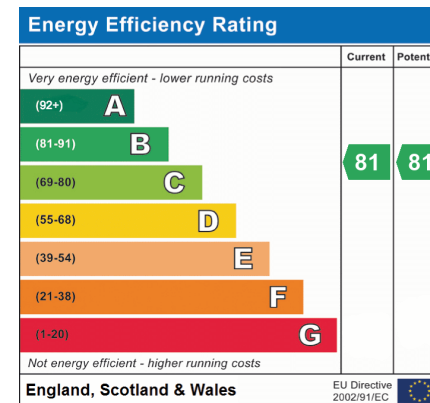 Energy Efficiency Rating
Current Potent
Very energy efficient - lower running costs
(92+) A
(81-91) B
81 81
(69-80) C
(55-68) D
(39-54) E
(21-38) F
(1-20) G
Not energy efficient - higher running costs
England, Scotland & Wales
EU Directive
2002/91/EC